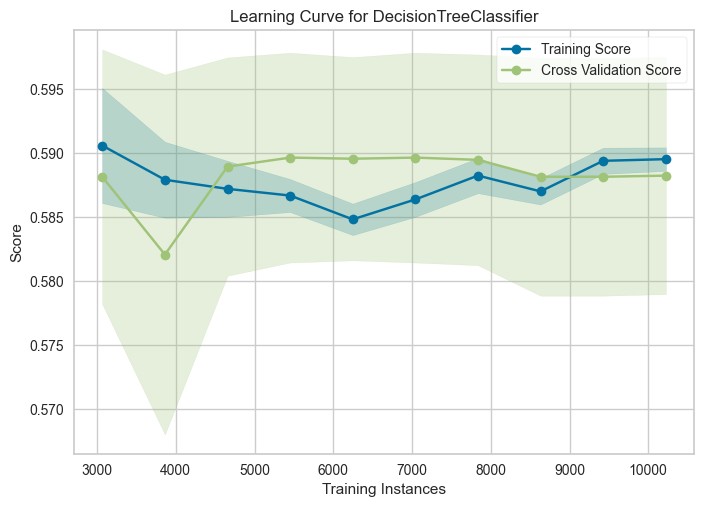 Learning Curve for DecisionTreeClassifier
Training Score
Cross Validation Score
0.595
0.590
0.585
0.580
0.575
0.570
Score
3000 4000 5000 6000 7000 8000 9000 10000
Training Instances